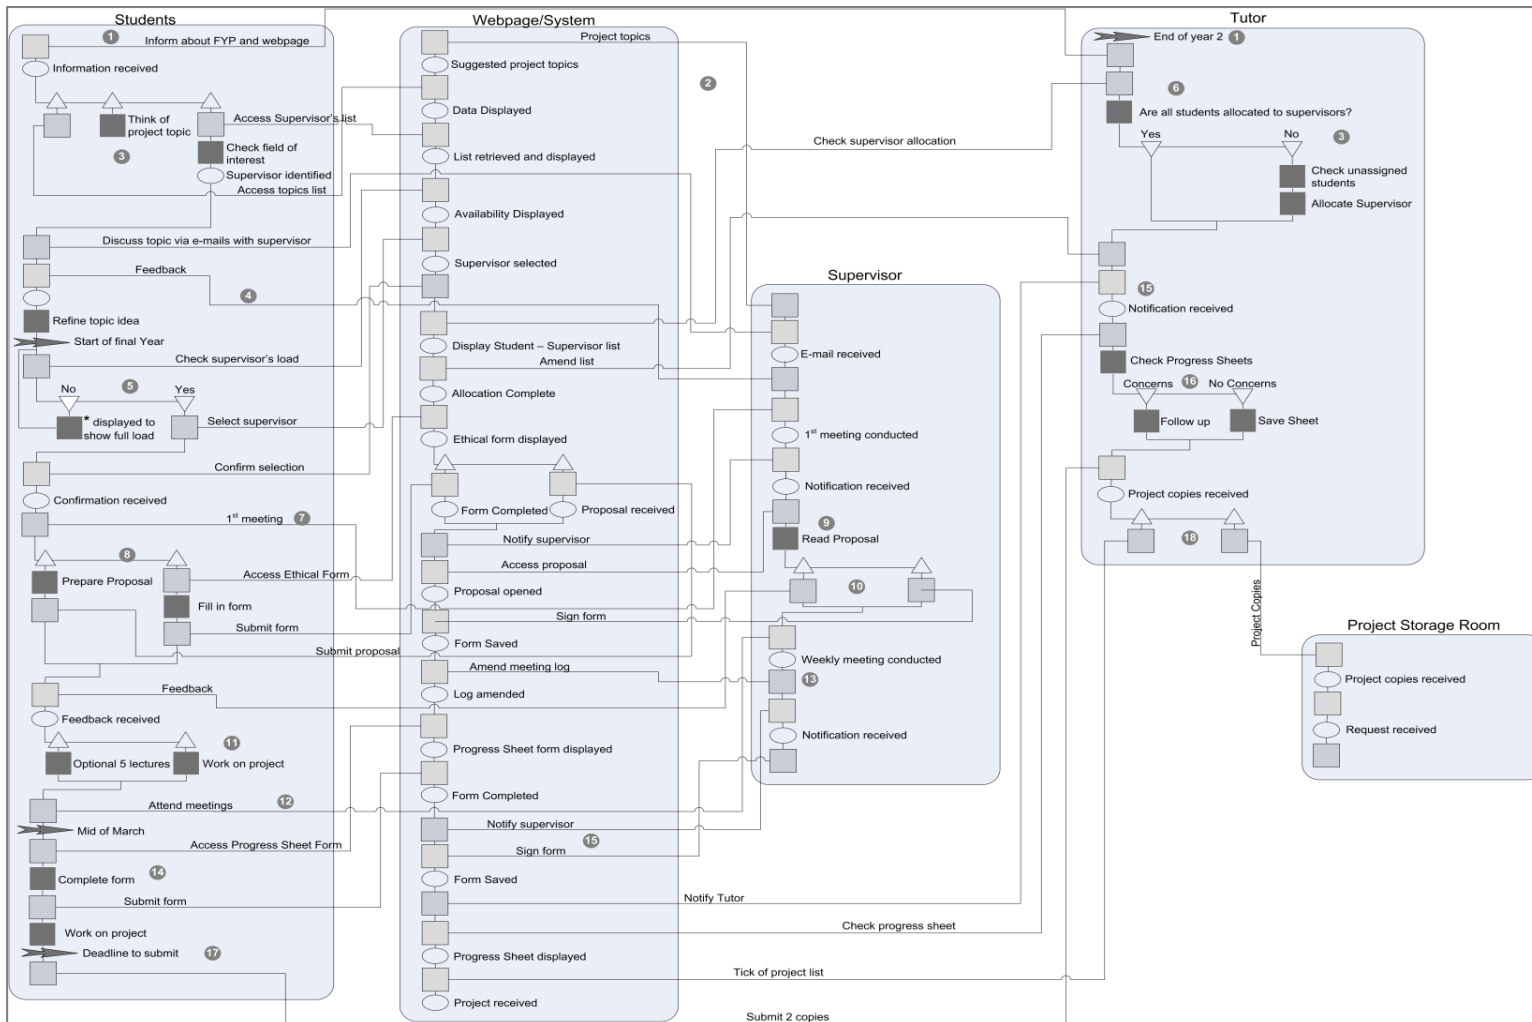 Students
1
Inform about FYP and webpage
Information received
Think of
project topic
Access Supervisor's list
3
Check field of
interest
Supervisor identified
Access topics list
Discuss topic via e-mails with supervisor
Feedback
4
Refine topic idea
Start of final Year
Check supervisor's load
5
No
Yes
* displayed to
show full load
Select supervisor
Confirm selection
Confirmation received
1st meeting
7
8
Prepare Proposal
Access Ethical Form
Fill in form
Submit form
Submit proposal
Feedback
Feedback received
11
Optional 5 lectures
Work on project
Attend meetings
12
Mid of March
Access Progress Sheet Form
Complete form
14
Submit form
Work on project
Deadline to submit
17
Webpage/System
Project topics
Suggested project topics
2
Data Displayed
List retrieved and displayed
Availability Displayed
Supervisor selected
Display Student – Supervisor list
Amend list
Allocation Complete
Ethical form displayed
Form Completed
Proposal received
Notify supervisor
Access proposal
Proposal opened
Sign form
Form Saved
Amend meeting log
Log amended
Progress Sheet form displayed
Form Completed
Notify supervisor
15
Sign form
Form Saved
Notify Tutor
Check progress sheet
Progress Sheet displayed
Tick of project list
Project received
Submit 2 copies
Check supervisor allocation
Supervisor
E-mail received
1st meeting conducted
Notification received
9
Read Proposal
10
Weekly meeting conducted
13
Notification received
Tutor
End of year 2
1
6
Are all students allocated to supervisors?
Yes
No
3
Check unassigned
students
Allocate Supervisor
15
Notification received
Check Progress Sheets
Concerns
16
No Concerns
Follow up
Save Sheet
Project copies received
18
Project Copies
Project Storage Room
Project copies received
Request received